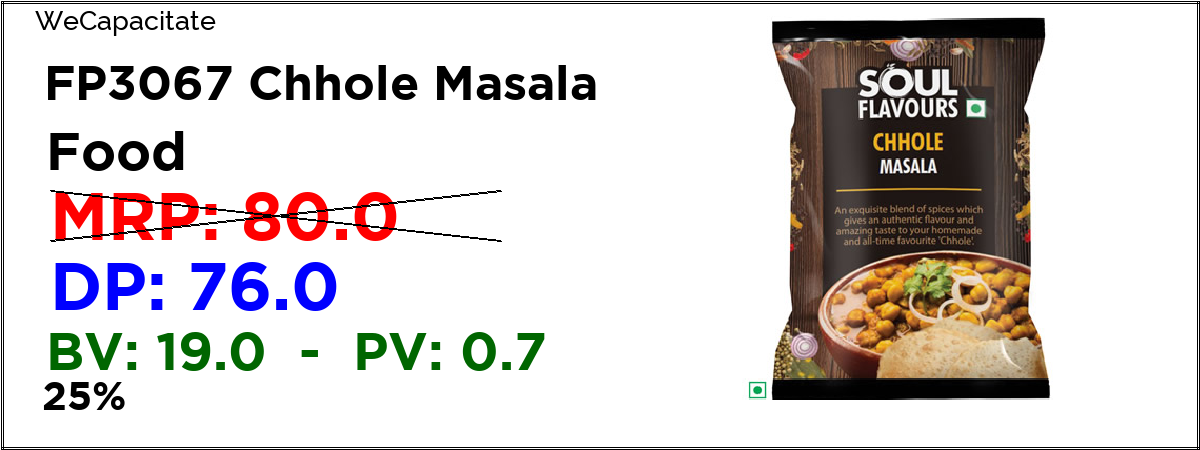 WeCapacitate
FP3067 Chhole Masala
Food
MRP: 80.0
DP: 76.0
BV: 19.0 - PV: 0.7
25%
SOUL
FLAVOURS
CHHOLE
MASALA
An exquisite blend of spices which
gives an authentic flavour and
amazing taste to your homemade
and all-time favourite 'Chhole'.